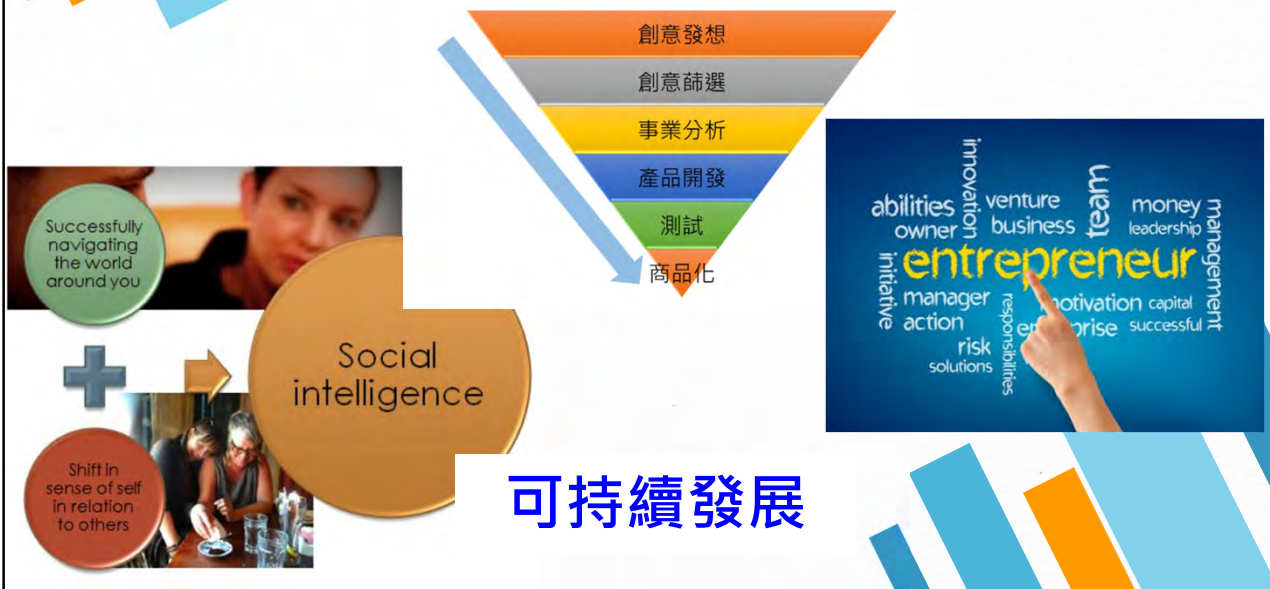 創意發想
創意篩選
事業分析
產品開發
測試
商品化
Successfully
navigating
the world
around you
Social
intelligence
Shift in
sense of self
in relation
to others
innovation
abilities
venture
team
money
management
owner
business
leadership
entrepreneur
initiative
manager
responsibilities
motivation
capital
action
successful
risk
solutions
可持續發展